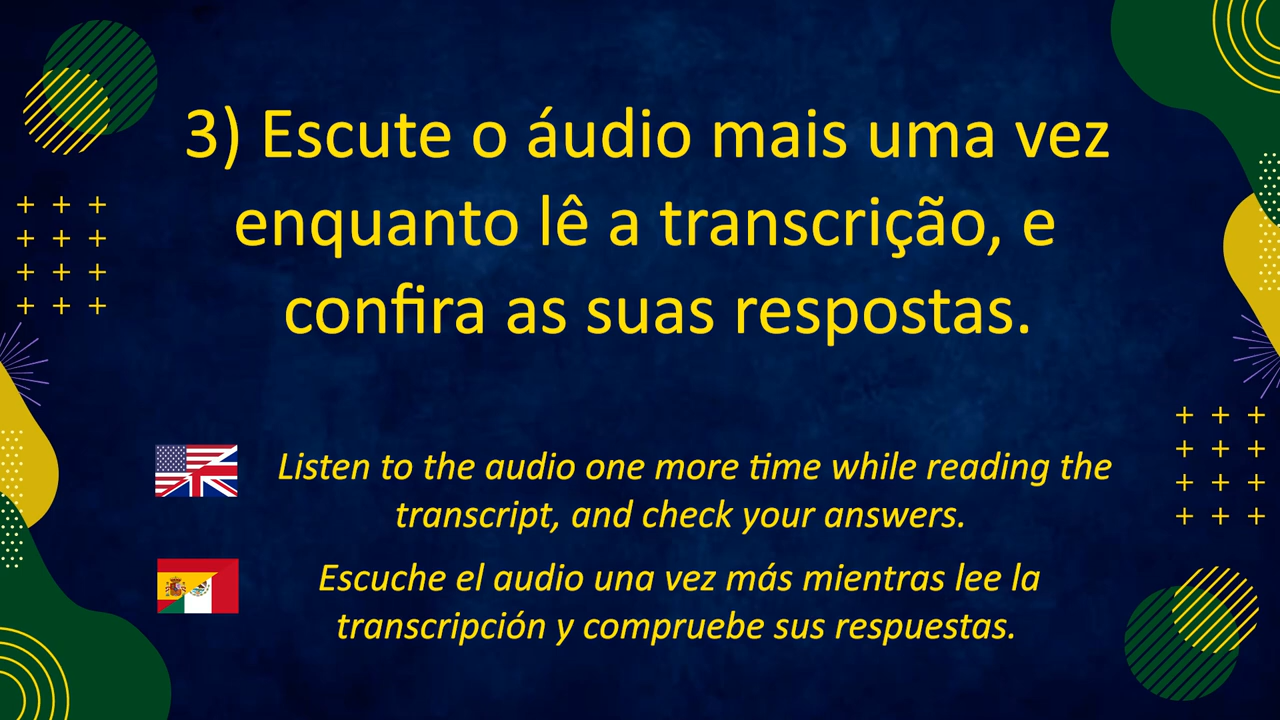 3) Escute o áudio mais uma vez
enquanto lê a transcrição, e
confira as suas respostas.
Listen to the audio one more time while reading the
transcript, and check your answers.
Escuche el audio una vez más mientras lee la
transcripción y compruebe sus respuestas.